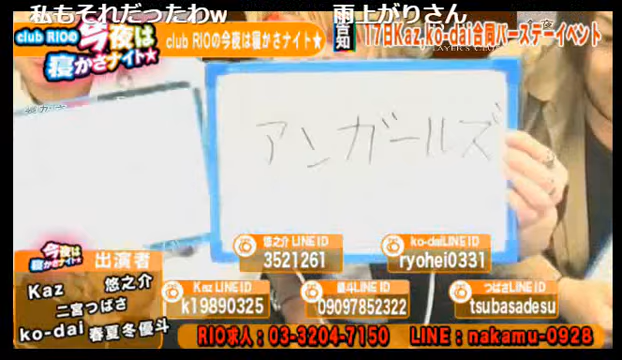 私もそれだったわw
雨上がりさん
club RIOの
今夜は
寝かさナイト★
club RIOの今夜は寝かさナイト★
告知
17日Kaz,ko-dai合同バースデーイベント
アンガールズ
今夜は
寝かさナイト★
出演者
Kaz 悠之介
二宮つばさ
ko-dai 春夏冬優斗
悠之介LINE ID
3521261
ko-daiLINE ID
ryohei0331
Kaz LINE ID
k19890325
LINE ID
09097852322
つばさLINE ID
tsubasadesu
RIO求人:03-3204-7150 LINE:nakamu-0928